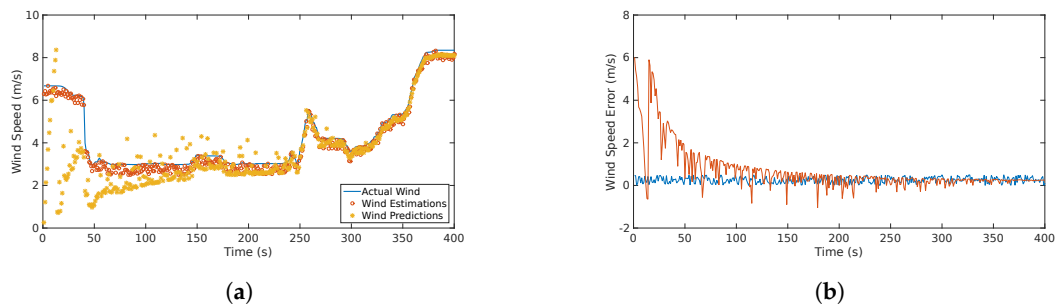 10
8
6
4
2
0
Wind Speed (m/s)
0 50 100 150 200 250 300 350 400
Time (s)
Actual Wind
Wind Estimations
Wind Predictions
(a)
8
6
4
2
0
-2
Wind Speed Error (m/s)
0 50 100 150 200 250 300 350 400
Time (s)
(b)